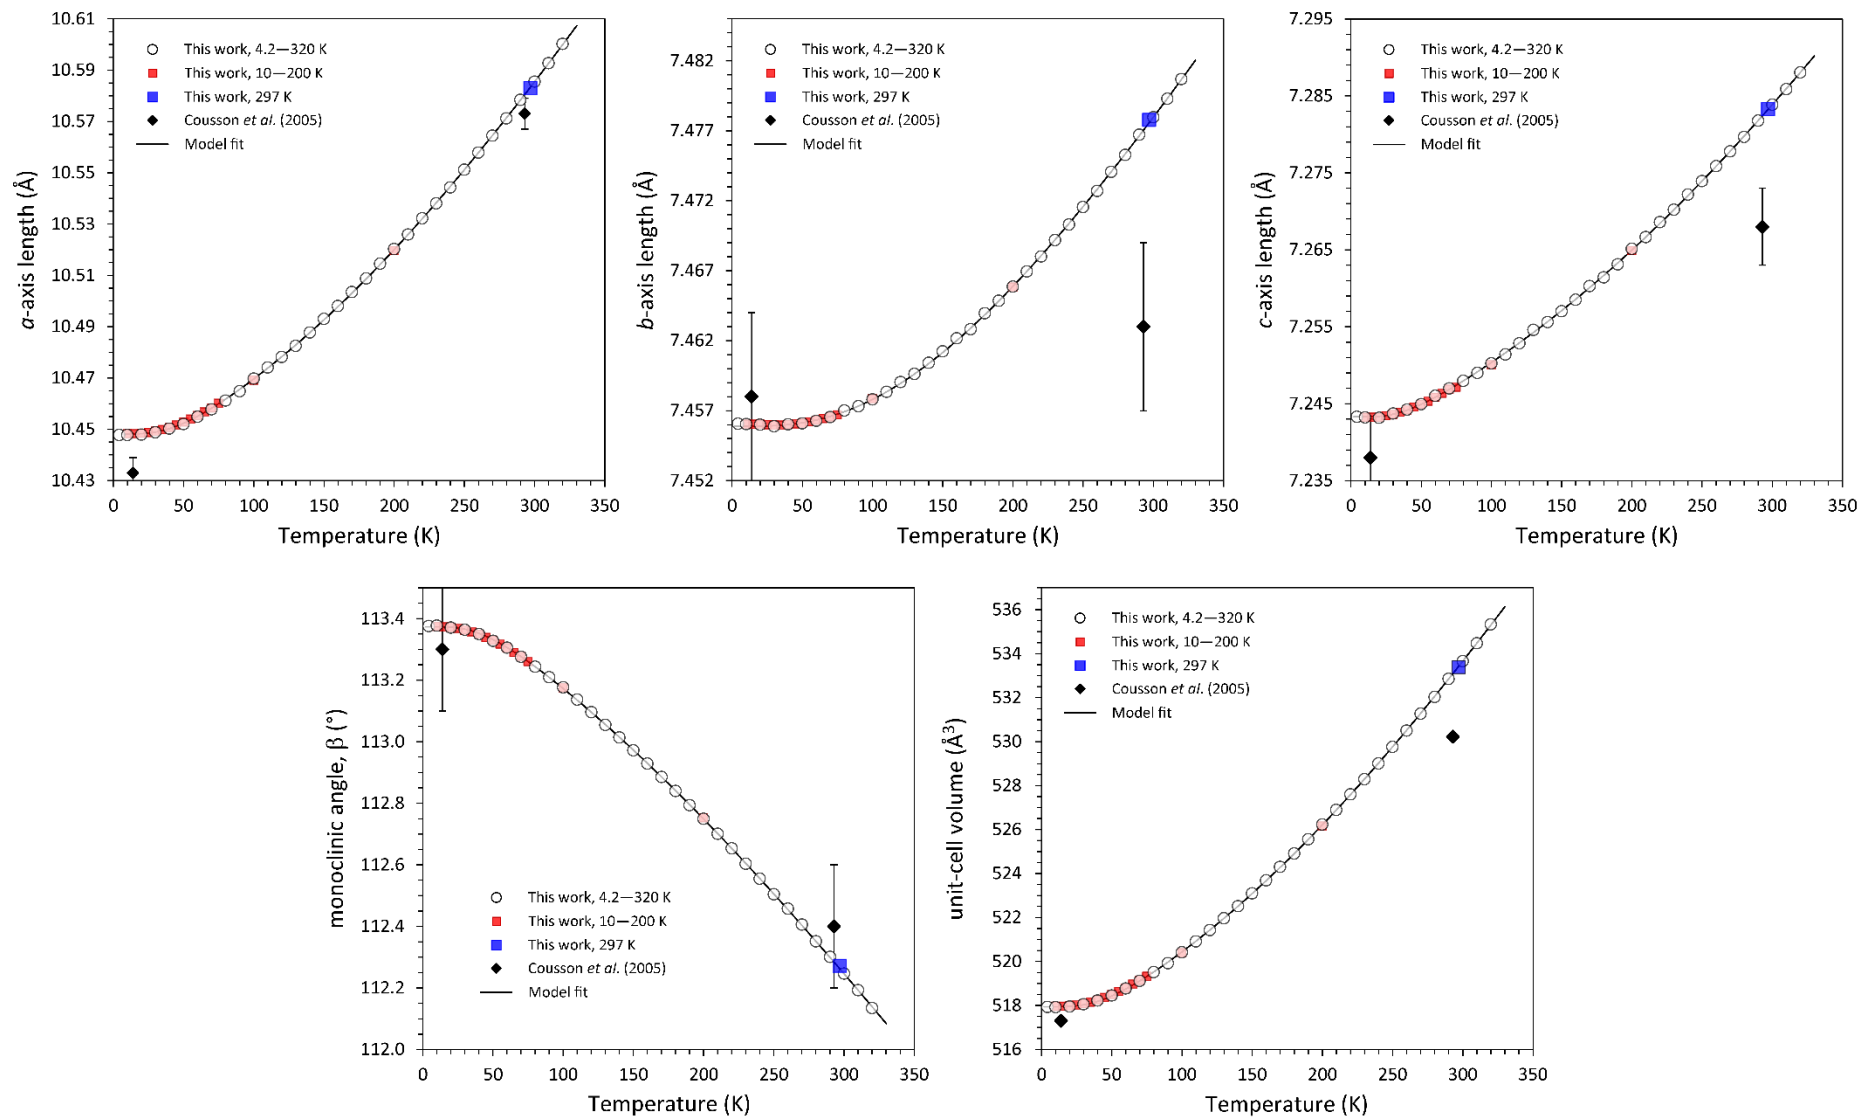 10.61
10.59
10.57
10.55
10.53
10.51
10.49
10.47
10.45
10.43
a-axis length (Å)
This work, 4.2—320 K
This work, 10—200 K
This work, 297 K
Cousson et al. (2005)
Model fit
0 50 100 150 200 250 300 350
Temperature (K)
7.482
7.477
7.472
7.467
7.462
7.457
7.452
b-axis length (Å)
This work, 4.2—320 K
This work, 10—200 K
This work, 297 K
Cousson et al. (2005)
Model fit
0 50 100 150 200 250 300 350
Temperature (K)
7.295
7.285
7.275
7.265
7.255
7.245
7.235
c-axis length (Å)
This work, 4.2—320 K
This work, 10—200 K
This work, 297 K
Cousson et al. (2005)
Model fit
0 50 100 150 200 250 300 350
Temperature (K)
113.4
113.2
113.0
112.8
112.6
112.4
112.2
112.0
monoclinic angle, β (°)
This work, 4.2—320 K
This work, 10—200 K
This work, 297 K
Cousson et al. (2005)
Model fit
0 50 100 150 200 250 300 350
Temperature (K)
536
534
532
530
528
526
524
522
520
518
516
unit-cell volume (Å³)
This work, 4.2—320 K
This work, 10—200 K
This work, 297 K
Cousson et al. (2005)
Model fit
0 50 100 150 200 250 300 350
Temperature (K)